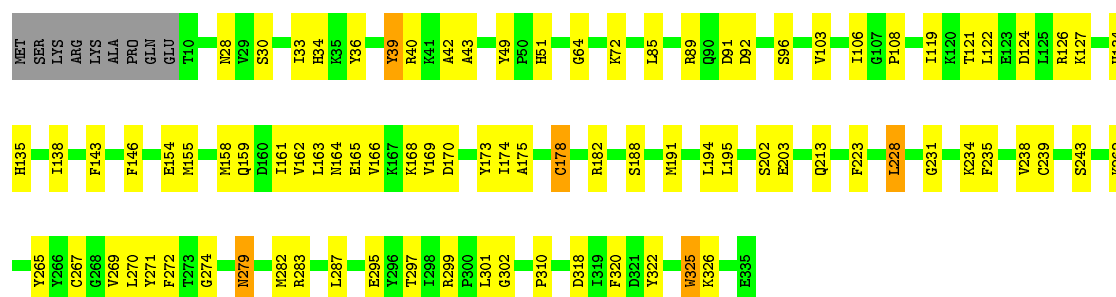 MET SER LYS ARG LYS ALA PRO GLN GLU T10 N28 V29 S30 I33 H34 K35 Y36 Y39 R40 K41 A42 A43 Y49 P50 H51 G64 K72 L85 R89 Q90 D91 D92 S96 V103 I106 G107 P108 I119 K120 T121 L122 E123 D124 L125 R126 K127
H135 I138 F143 F146 E154 M155 M158 Q159 D160 I161 V162 L163 N164 E165 V166 K167 K168 V169 D170 Y173 I174 A175 C178 R182 S188 M191 L194 L195 S202 E203 Q213 F223 L228 G231 K234 F235 V238 C239 S243
Y265 Y266 C267 G268 V269 L270 Y271 F272 T273 G274 N279 M282 R283 L287 E295 Y296 T297 I298 R299 P300 L301 G302 P310 D318 I319 F320 D321 Y322 W325 K326 E335